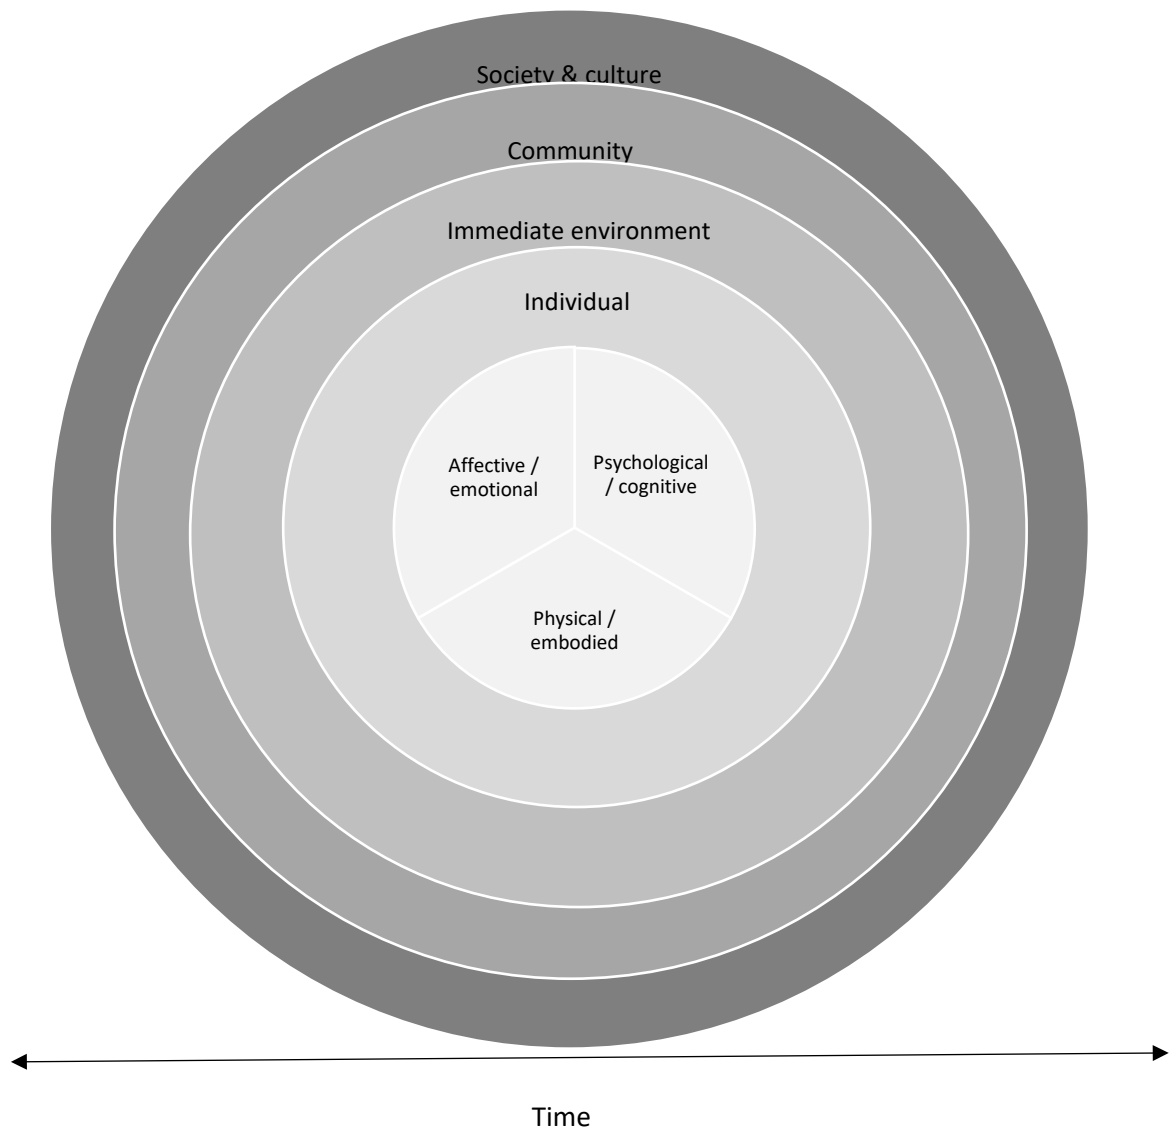 Society & culture
Community
Immediate environment
Individual
Affective /
emotional
Psychological
/ cognitive
Physical /
embodied
Time